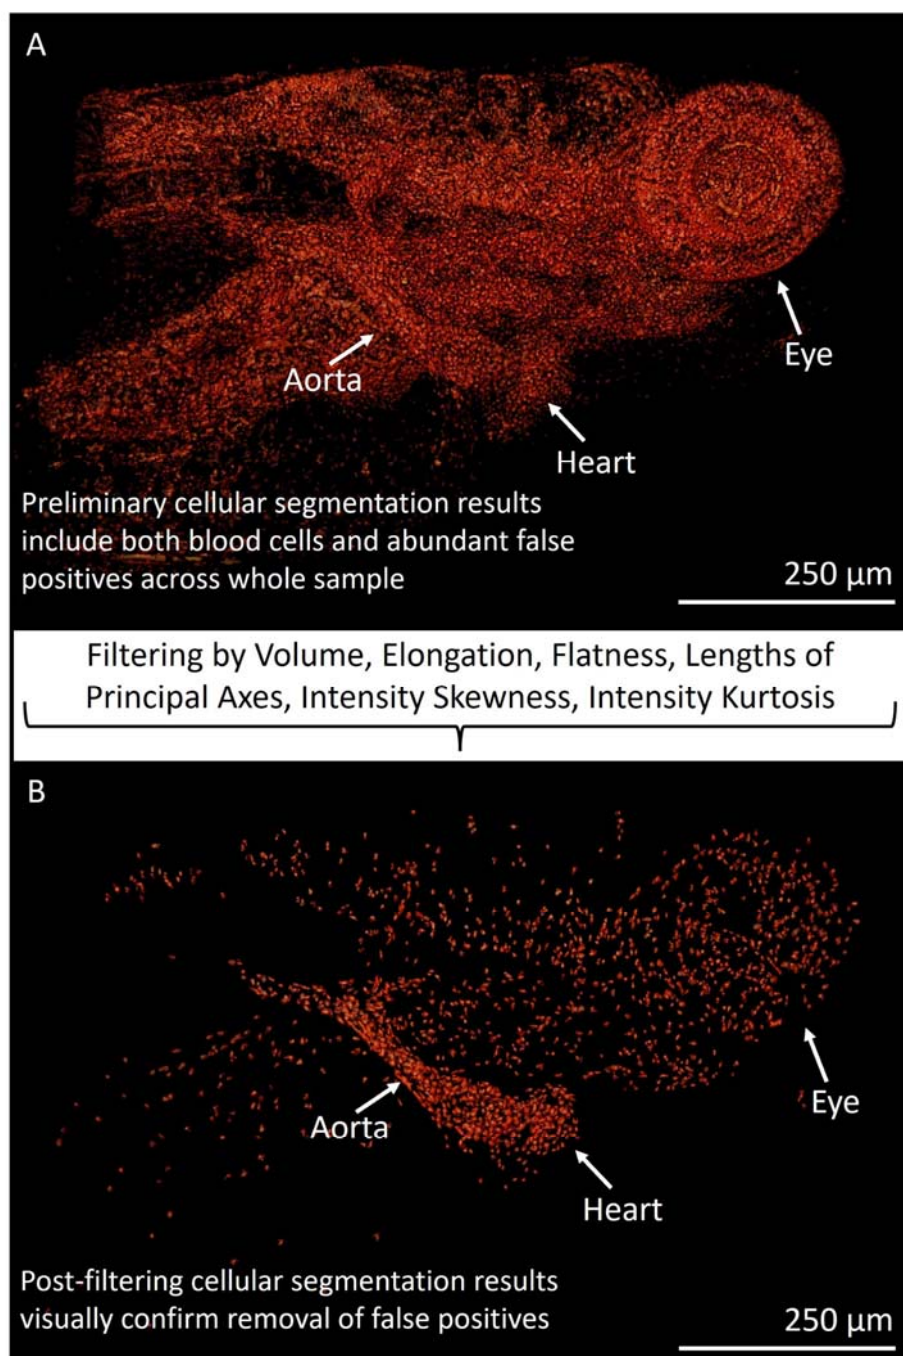 A
Aorta
Eye
Heart
Preliminary cellular segmentation results
include both blood cells and abundant false
positives across whole sample
250 μm
Filtering by Volume, Elongation, Flatness, Lengths of
Principal Axes, Intensity Skewness, Intensity Kurtosis
B
Aorta
Eye
Heart
Post-filtering cellular segmentation results
visually confirm removal of false positives
250 μm